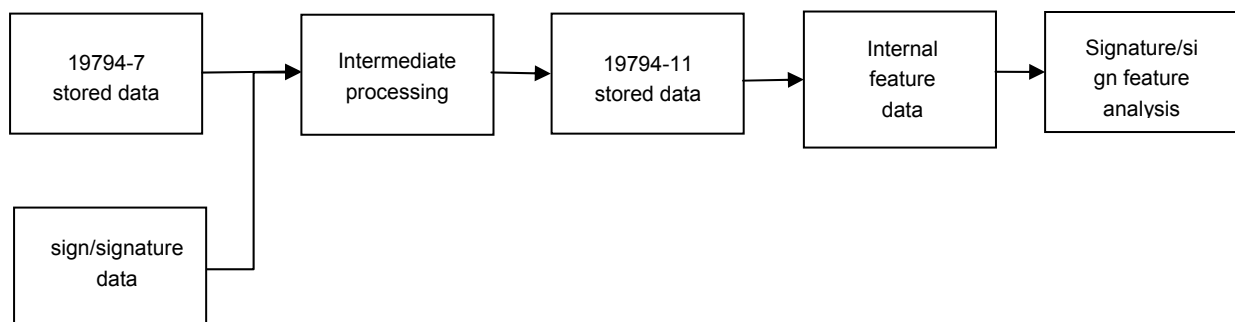 19794-7
stored data
Intermediate
processing
19794-11
stored data
Internal
feature
data
Signature/si
gn feature
analysis
sign/signature
data